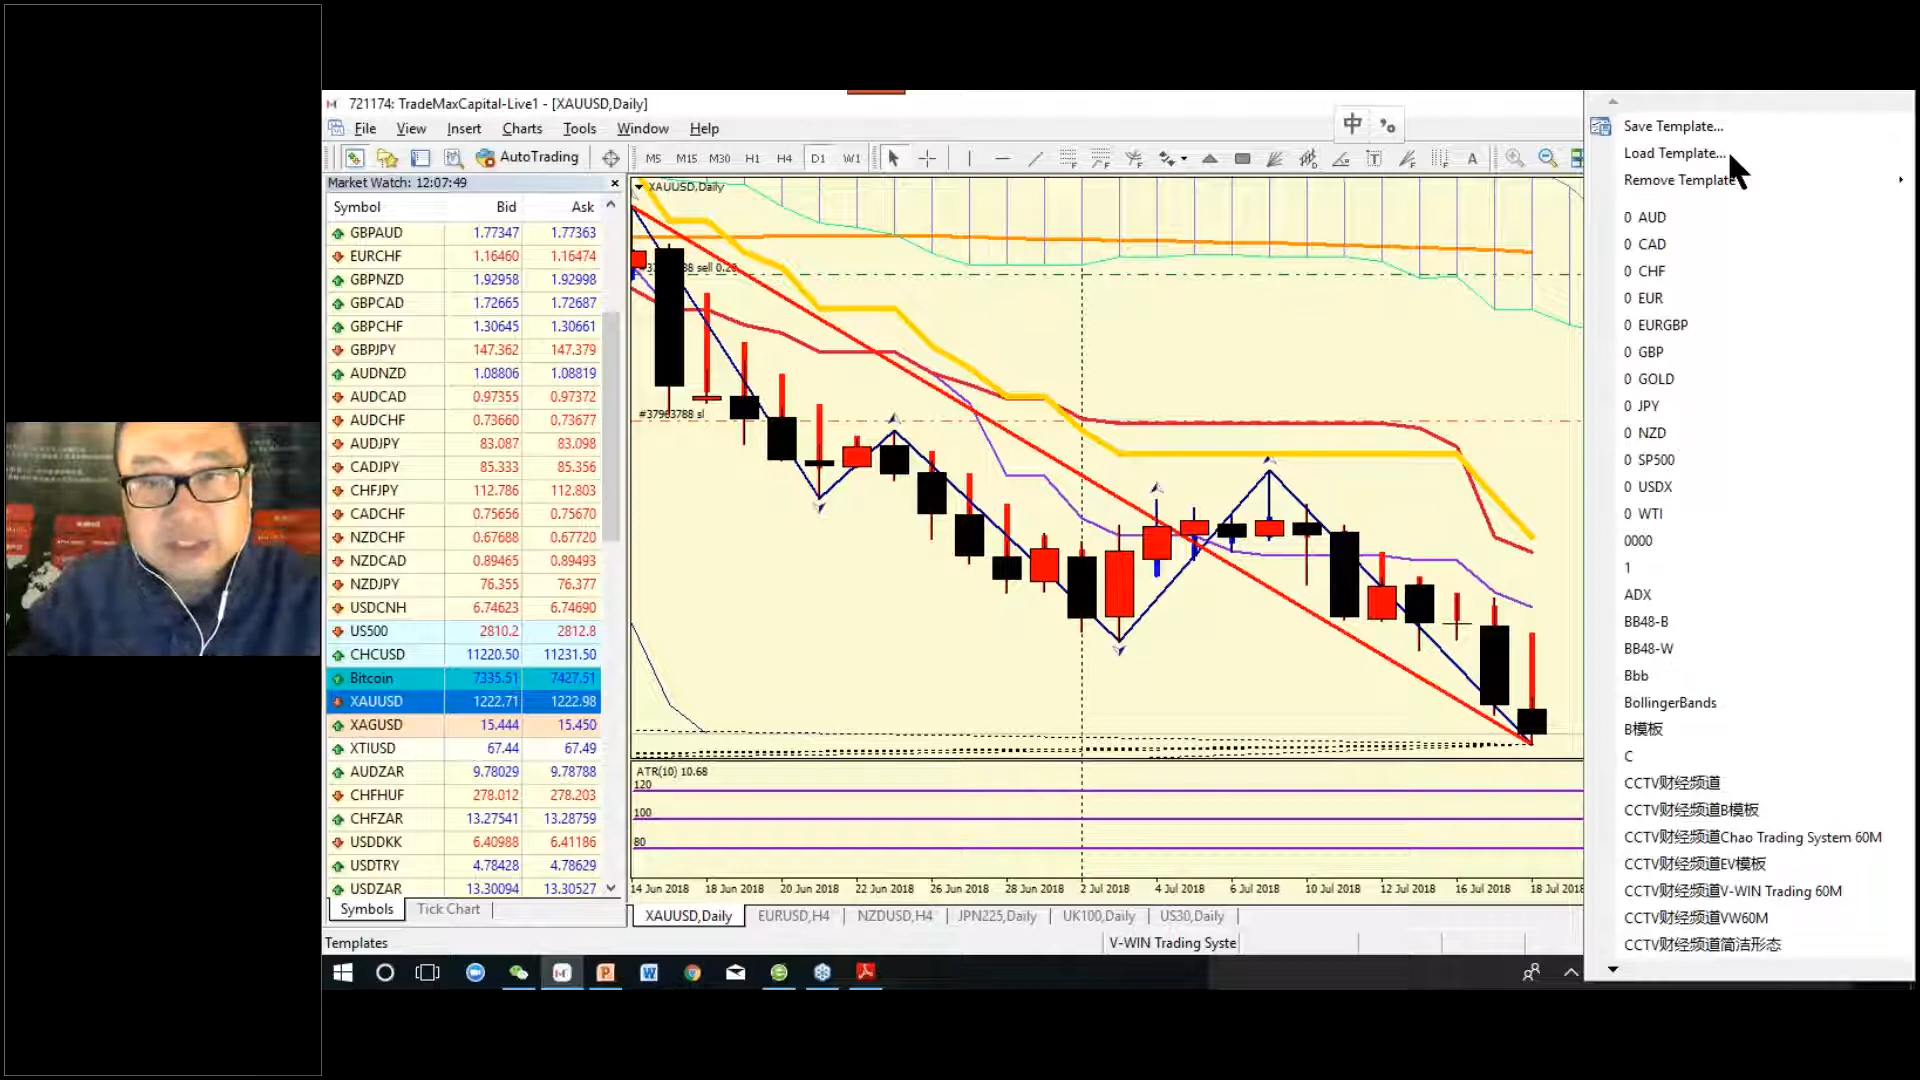 721174: TradeMaxCapital-Live1 - [XAUUSD,Daily]
File View Insert Charts Tools Window Help
中
AutoTrading
M5 M15 M30 H1 H4 D1 W1
A
Market Watch: 12:07:49
Symbol Bid Ask
GBPAUD 1.77347 1.77363
EURCHF 1.16460 1.16474
GBPNZD 1.92958 1.92998
GBPCAD 1.72665 1.72687
GBPCHF 1.30645 1.30661
GBPJPY 147.362 147.379
AUDNZD 1.08806 1.08819
AUDCAD 0.97355 0.97372
AUDCHF 0.73660 0.73677
AUDJPY 83.087 83.098
CADJPY 85.333 85.356
CHFJPY 112.786 112.803
CADCHF 0.75656 0.75670
NZDCHF 0.67688 0.67720
NZDCAD 0.89465 0.89493
NZDJPY 76.355 76.377
USDCNH 6.74623 6.74690
US500 2810.2 2812.8
CHCUSD 11220.50 11231.50
Bitcoin 7335.51 7427.51
XAUUSD 1222.71 1222.98
XAGUSD 15.444 15.450
XTIUSD 67.44 67.49
AUDZAR 9.78029 9.78788
CHFHUF 278.012 278.203
CHFZAR 13.27541 13.28759
USDDKK 6.40988 6.41186
USDTRY 4.78428 4.78629
USDZAR 13.30094 13.30527
Symbols Tick Chart
XAUUSD,Daily
sell
#37963788 sl
ATR(10) 10.68
120
100
80
14 Jun 2018 18 Jun 2018 20 Jun 2018 22 Jun 2018 26 Jun 2018 28 Jun 2018 2 Jul 2018 4 Jul 2018 6 Jul 2018 10 Jul 2018 12 Jul 2018 16 Jul 2018 18 Jul 2018
XAUUSD,Daily EURUSD,H4 NZDUSD,H4 JPN225,Daily UK100,Daily US30,Daily
Templates V-WIN Trading Syste
Save Template...
Load Template...
Remove Template
0 AUD
0 CAD
0 CHF
0 EUR
0 EURGBP
0 GBP
0 GOLD
0 JPY
0 NZD
0 SP500
0 USDX
0 WTI
0000
1
ADX
BB48-B
BB48-W
Bbb
BollingerBands
B模板
C
CCTV财经频道
CCTV财经频道B模板
CCTV财经频道Chao Trading System 60M
CCTV财经频道EV模板
CCTV财经频道V-WIN Trading 60M
CCTV财经频道VW60M
CCTV财经频道简洁形态